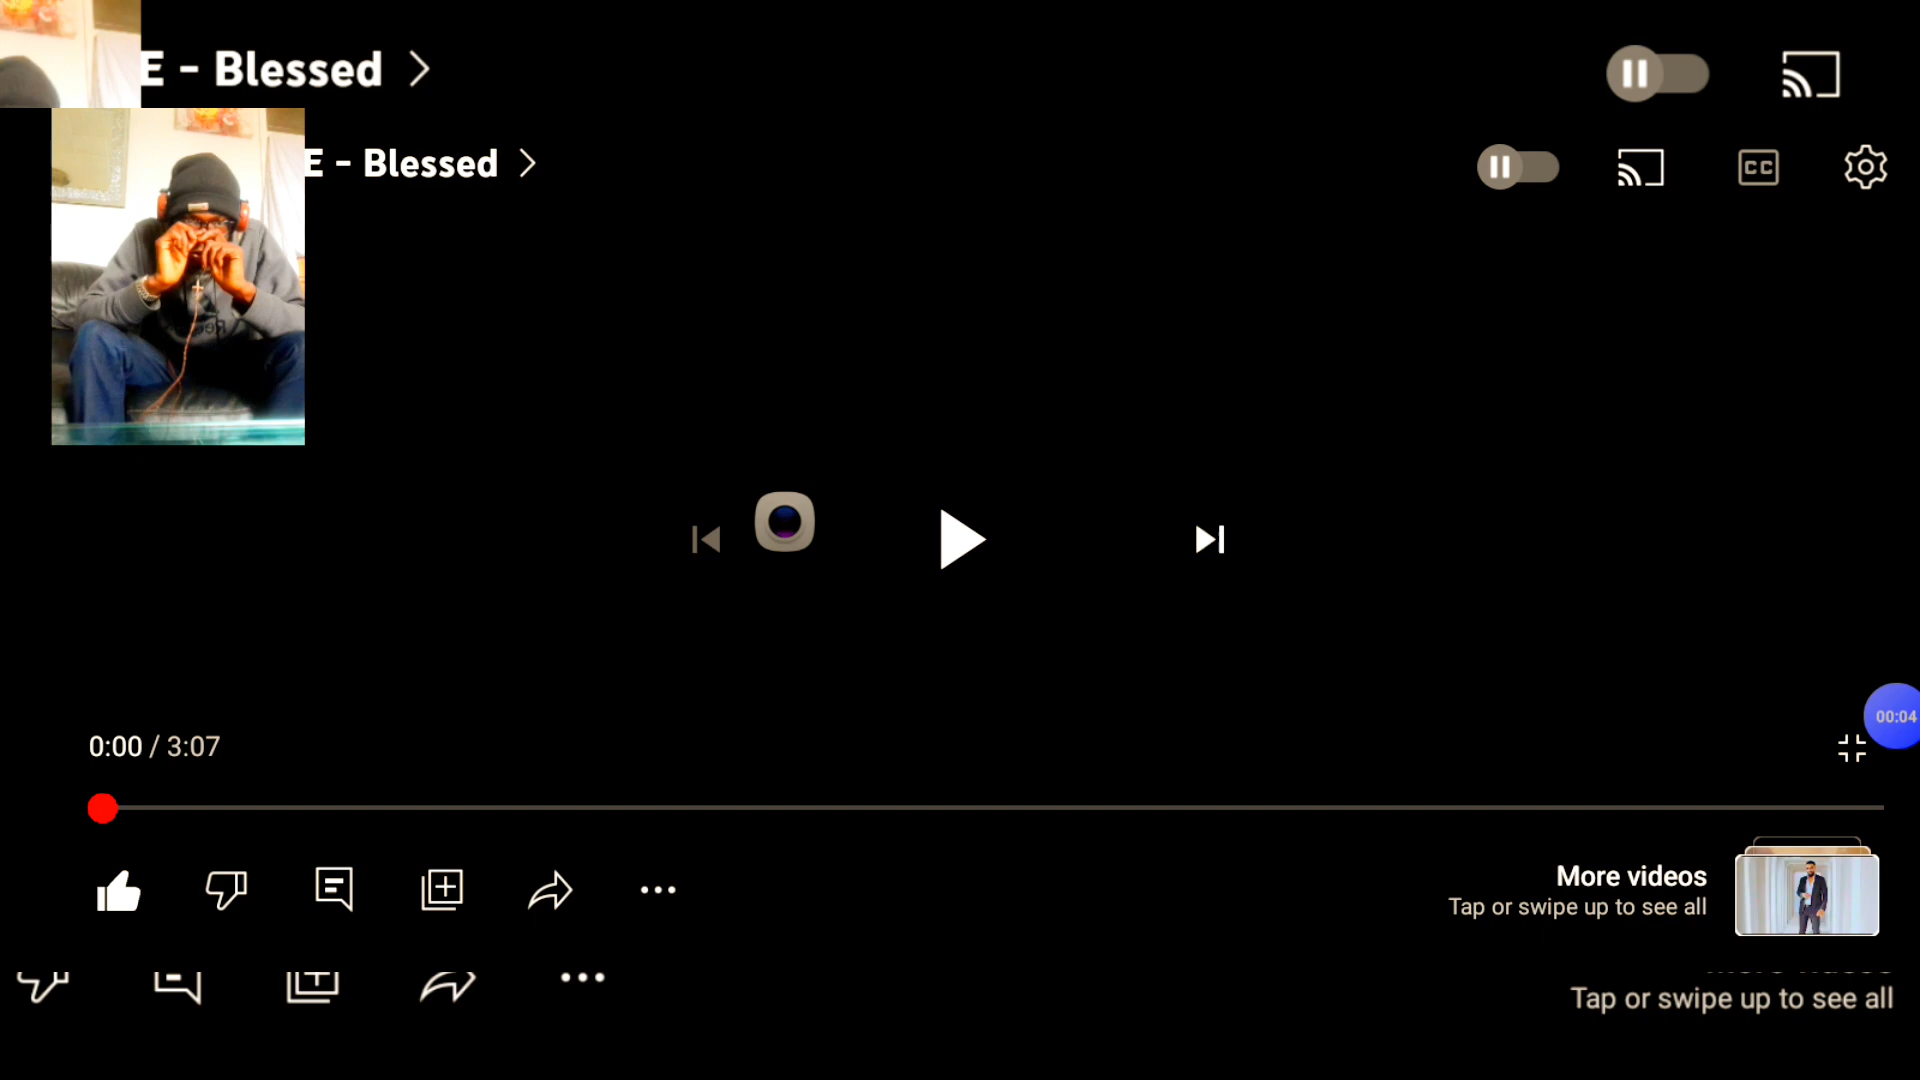 E - Blessed
E - Blessed
CC
00:04
0:00 / 3:07
More videos
Tap or swipe up to see all
Tap or swipe up to see all